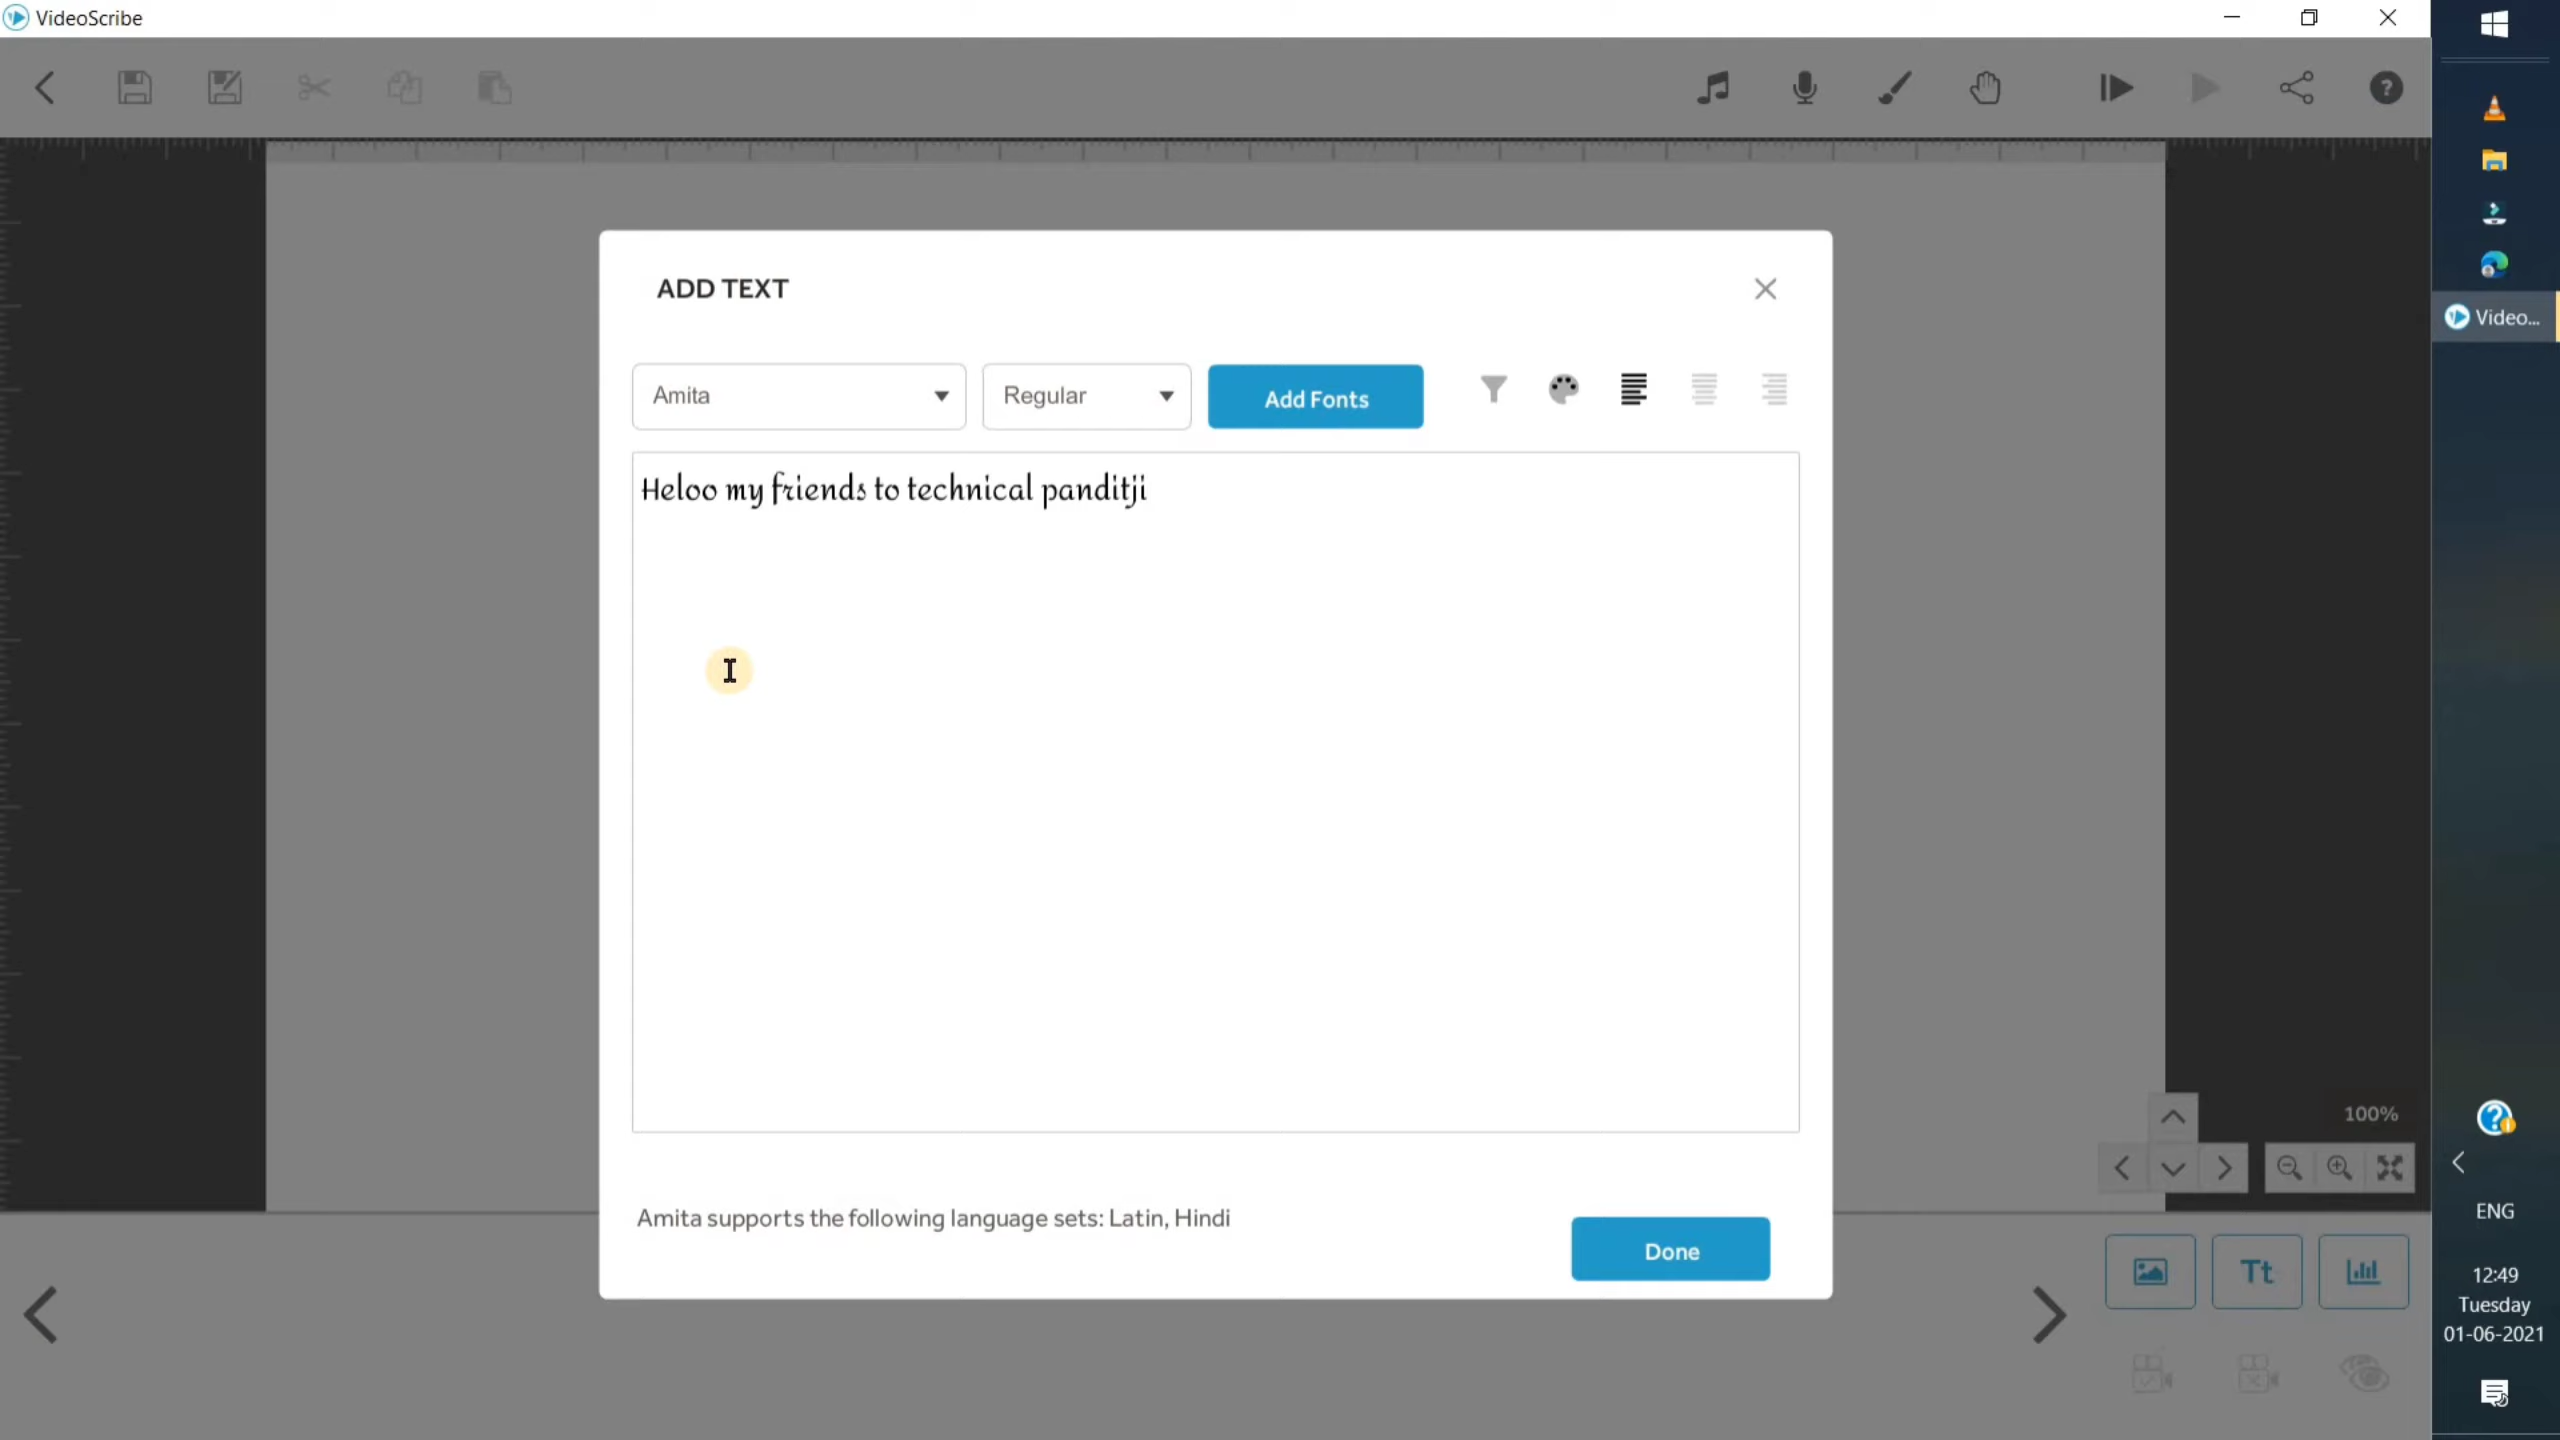 VideoScribe
ADD TEXT
Amita
Regular
Add Fonts
Heloo my friends to technical panditji
Amita supports the following language sets: Latin, Hindi
Done
100%
Tt
Video...
ENG
12:49
Tuesday
01-06-2021